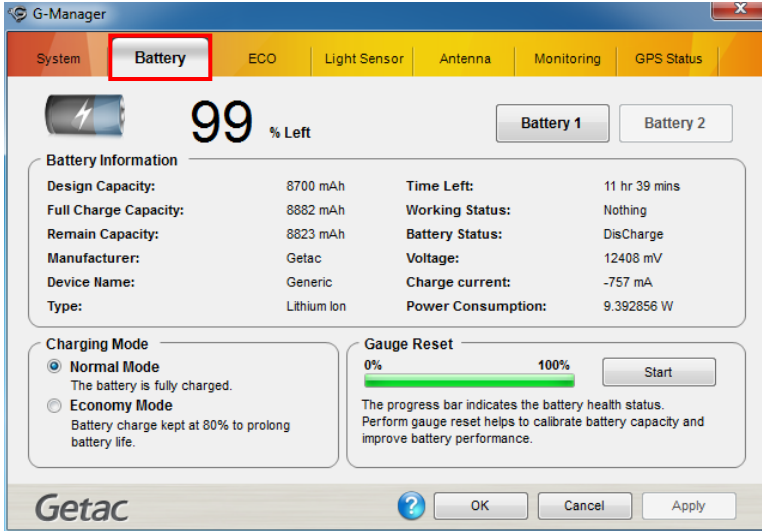 G-Manager
System Battery ECO Light Sensor Antenna Monitoring GPS Status
99 % Left Battery 1 Battery 2
Battery Information
Design Capacity: 8700 mAh Time Left: 11 hr 39 mins
Full Charge Capacity: 8882 mAh Working Status: Nothing
Remain Capacity: 8823 mAh Battery Status: DisCharge
Manufacturer: Getac Voltage: 12408 mV
Device Name: Generic Charge current: -757 mA
Type: Lithium Ion Power Consumption: 9.392856 W
Charging Mode
Normal Mode
The battery is fully charged.
Economy Mode
Battery charge kept at 80% to prolong
battery life.
Gauge Reset
0% 100% Start
The progress bar indicates the battery health status.
Perform gauge reset helps to calibrate battery capacity and
improve battery performance.
Getac ? OK Cancel Apply